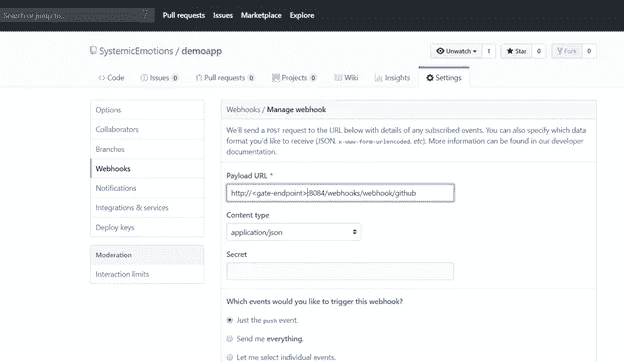 Search or jump to...
/
Pull requests Issues Marketplace Explore
SystemicEmotions / demoapp
Unwatch 1 Star 0 Fork 0
Code Issues 0 Pull requests 0 Projects 0 Wiki Insights Settings
Options
Collaborators
Branches
Webhooks
Notifications
Integrations & services
Deploy keys
Moderation
Interaction limits
Webhooks / Manage webhook
We'll send a POST request to the URL below with details of any subscribed events. You can also specify which data
format you'd like to receive (JSON, x-www-form-urlencoded, etc). More information can be found in our developer
documentation.
Payload URL *
http://<gate-endpoint>:8084/webhooks/webhook/github
Content type
application/json
Secret
Which events would you like to trigger this webhook?
Just the push event.
Send me everything.
Let me select individual events.